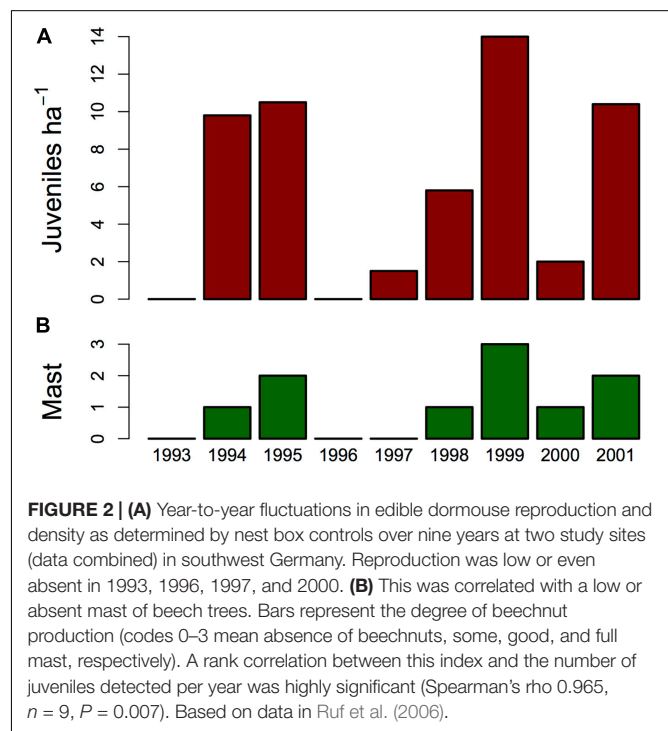 A
Juveniles ha⁻¹
14
12
10
8
6
4
2
0
B
Mast
3
2
1
0
1993 1994 1995 1996 1997 1998 1999 2000 2001
FIGURE 2 | (A) Year-to-year fluctuations in edible dormouse reproduction and
density as determined by nest box controls over nine years at two study sites
(data combined) in southwest Germany. Reproduction was low or even
absent in 1993, 1996, 1997, and 2000. (B) This was correlated with a low or
absent mast of beech trees. Bars represent the degree of beechnut
production (codes 0–3 mean absence of beechnuts, some, good, and full
mast, respectively). A rank correlation between this index and the number of
juveniles detected per year was highly significant (Spearman's rho 0.965,
n = 9, P = 0.007). Based on data in Ruf et al. (2006).